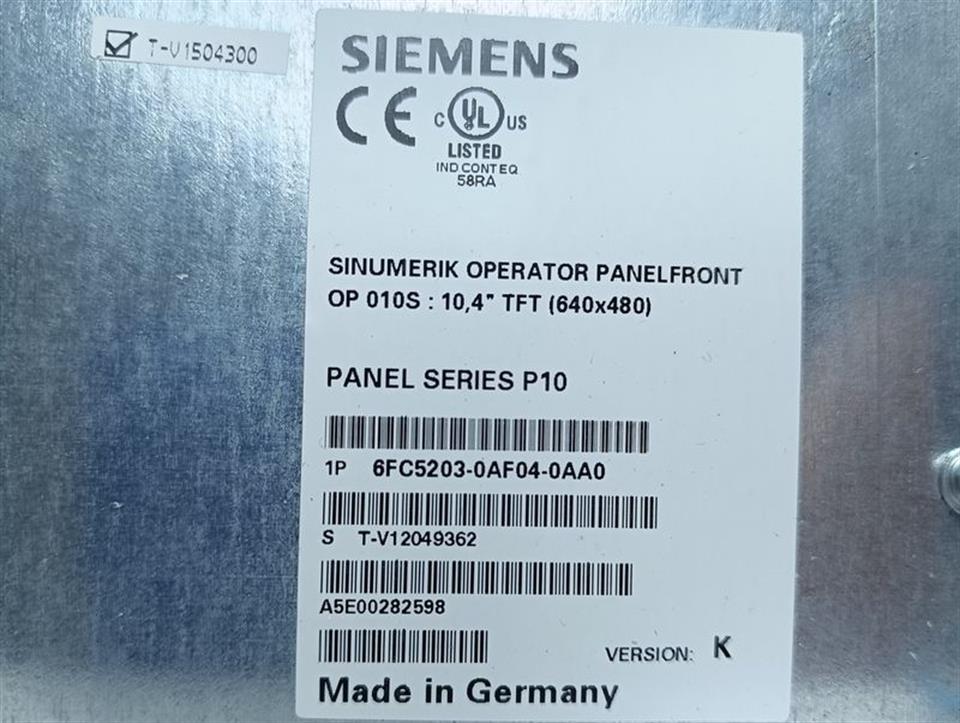 T-V1504300
SIEMENS
CE
C UL US
LISTED
IND CONT EQ
58RA
SINUMERIK OPERATOR PANELFRONT
OP 010S : 10,4" TFT (640x480)
PANEL SERIES P10
1P 6FC5203-0AF04-0AA0
S T-V12049362
A5E00282598
VERSION: K
Made in Germany